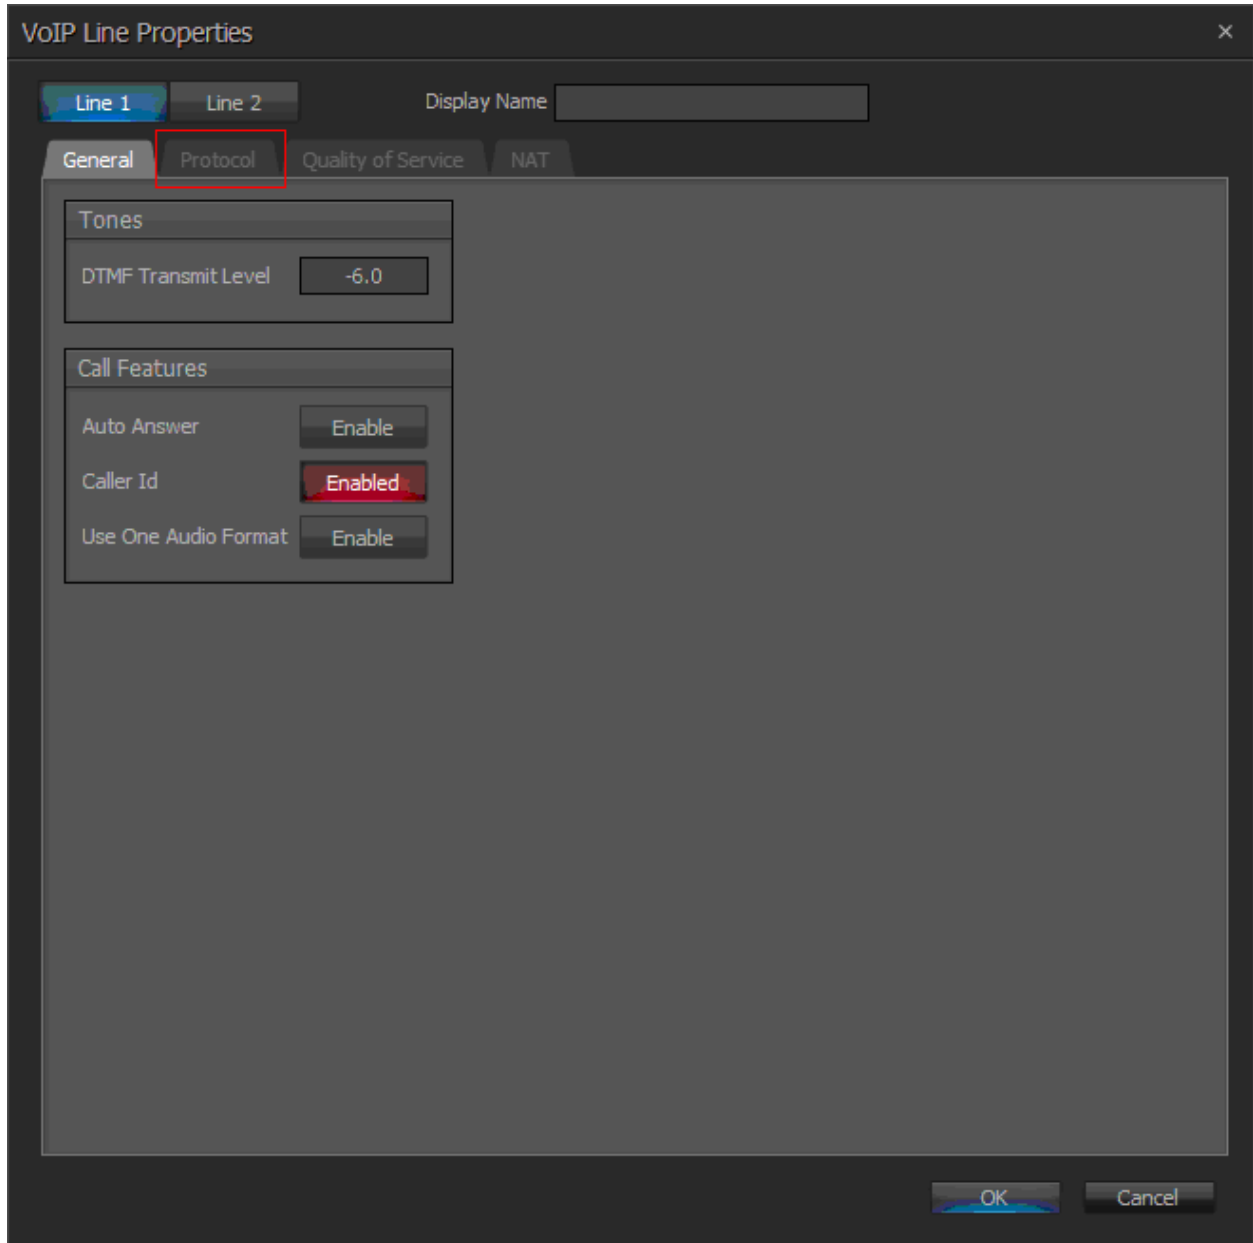 VoIP Line Properties
Line 1 Line 2 Display Name
General Protocol Quality of Service NAT
Tones
DTMF Transmit Level -6.0
Call Features
Auto Answer Enable
Caller Id Enabled
Use One Audio Format Enable
OK Cancel